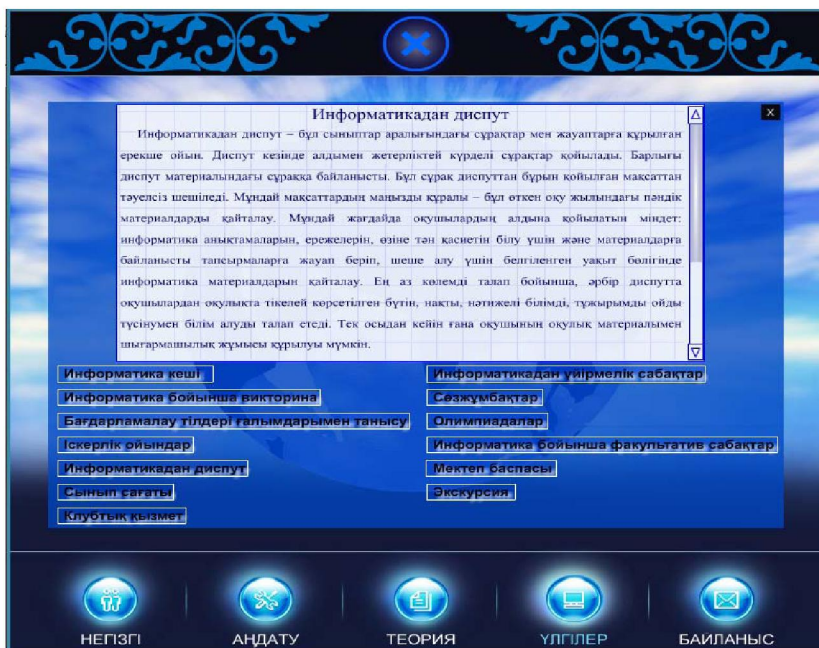 Информатикадан диспут
X
Информатикадан диспут – бұл сыныптар аралығындағы сұрақтар мен жауаптарға құрылған
ерекше ойын. Диспут кезінде алдымен жетерліктей күрделі сұрақтар қойылады. Барлығы
диспут материалындағы сұраққа байланысты. Бұл сұрақ диспуттан бұрын қойылған мақсаттан
тәуелсіз шешіледі. Мұндай мақсаттардың маңызды құралы – бұл өткен оқу жылындағы пәндік
материалдарды қайталау. Мұндай жағдайда оқушылардың алдына қойылатын міндет:
информатика анықтамаларын, ережелерін, өзіне тән қасиетін білу үшін және материалдарға
байланысты тапсырмаларға жауап беріп, шеше алу үшін белгіленген уақыт бөлігінде
информатика материалдарын қайталау. Ең аз көлемді талап бойынша, әрбір диспутта
оқушылардан оқулықта тікелей көрсетілген бүтін, нақты, нәтижелі білімді, тұжырымды ойды
түсінумен білім алуды талап етеді. Тек осыдан кейін ғана оқушының оқулық материалымен
шығармашылық жұмысы құрылуы мүмкін.
Информатика кеші
Информатика бойынша викторина
Бағдарламалау тілдері ғалымдарымен танысу
Іскерлік ойындар
Информатикадан диспут
Сынып сағаты
Клубтық қызмет
Информатикадан үйірмелік сабақтар
Сөзжұмбақтар
Олимпиадалар
Информатика бойынша факультатив сабақтар
Мектеп баспасы
Экскурсия
НЕГІЗГІ
АҢДАТУ
ТЕОРИЯ
ҮЛГІЛЕР
БАЙЛАНЫС